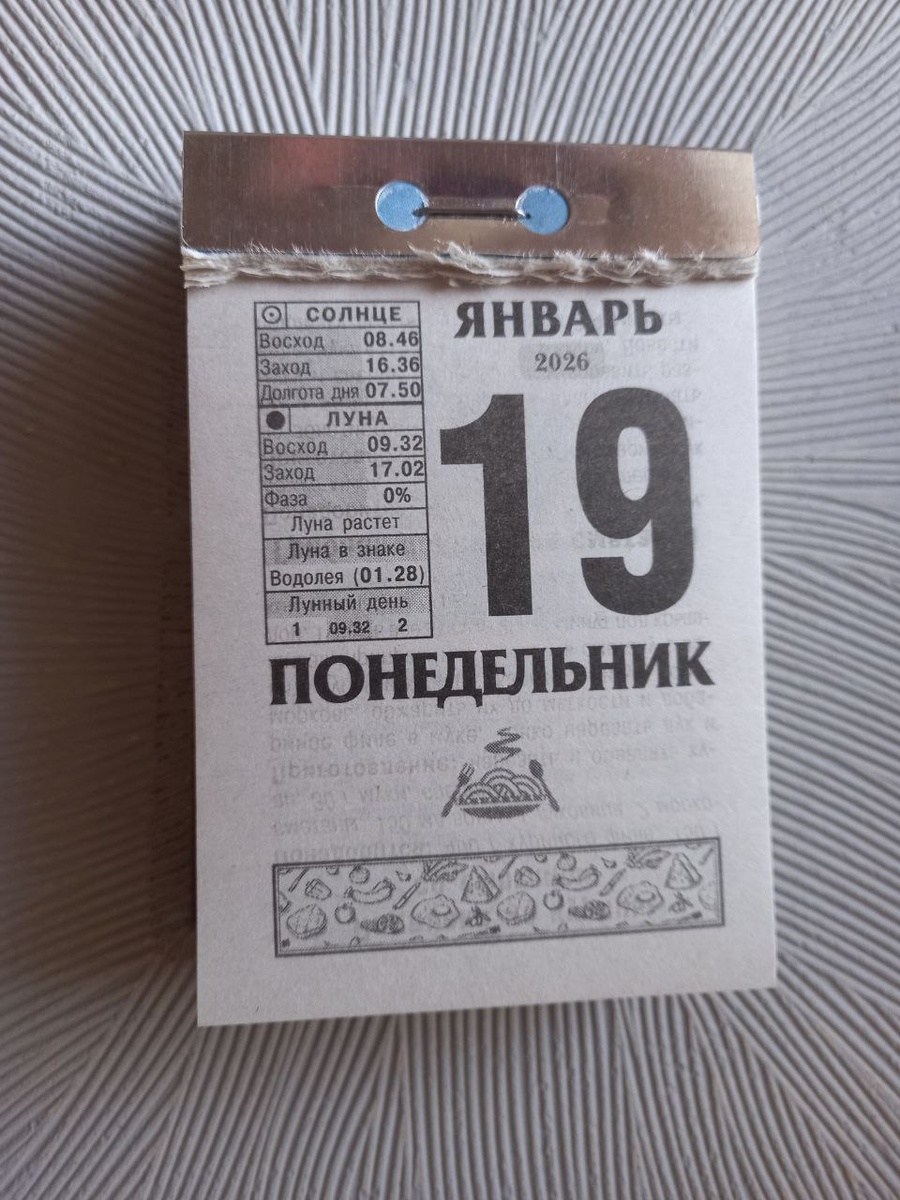 СОЛНЦЕ
Восход 08.46
Заход 16.36
Долгота дня 07.50
ЛУНА
Восход 09.32
Заход 17.02
Фаза 0%
Луна растет
Луна в знаке
Водолея (01.28)
Лунный день
1 09.32 2
ЯНВАРЬ
2026
19
ПОНЕДЕЛЬНИК